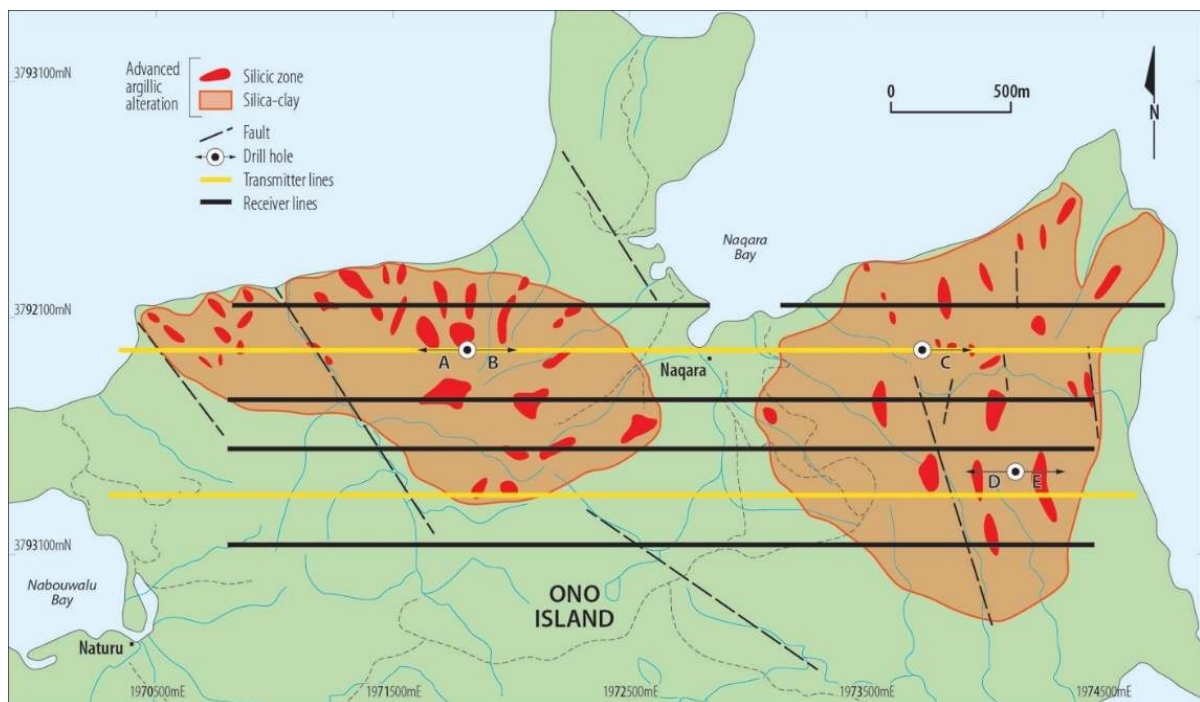 3793100mN
Advanced
argillic
alteration
Silicic zone
Silica-clay
Fault
Drill hole
Transmitter lines
Receiver lines
0 500m
N
Naqara
Bay
3792100mN
A B
Naqara
C
D E
3793100mN
Nabouwalu
Bay
ONO
ISLAND
Naturu
1970500mE 1971500mE 1972500mE 1973500mE 1974500mE